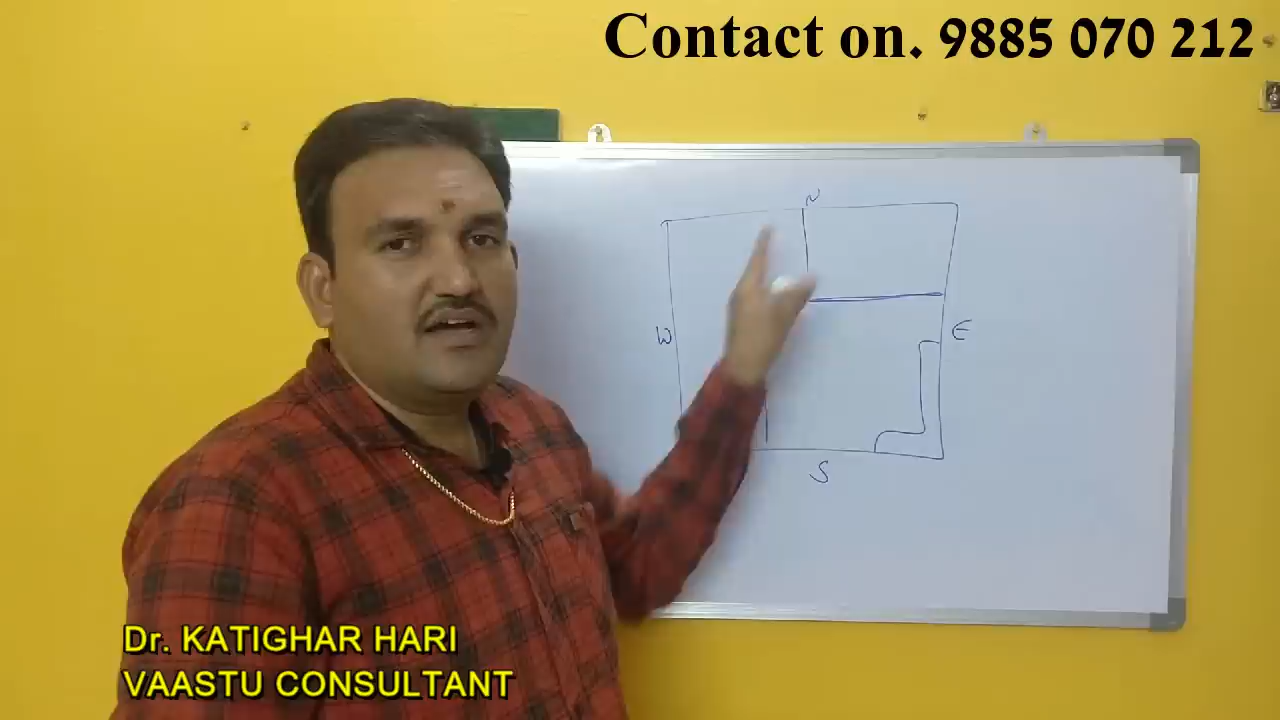 Contact on. 9885 070 212
N
W
E
S
Dr. KATIGHAR HARI
VAASTU CONSULTANT